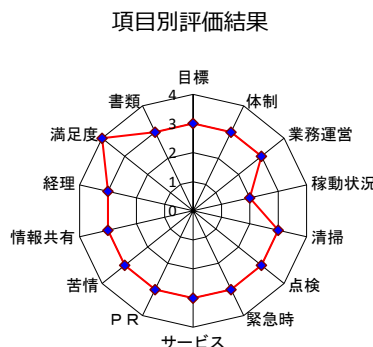 項目別評価結果
目標
体制
業務運営
稼動状況
清掃
点検
緊急時
サービス
ＰＲ
苦情
情報共有
経理
満足度
書類
4
3
2
1
0